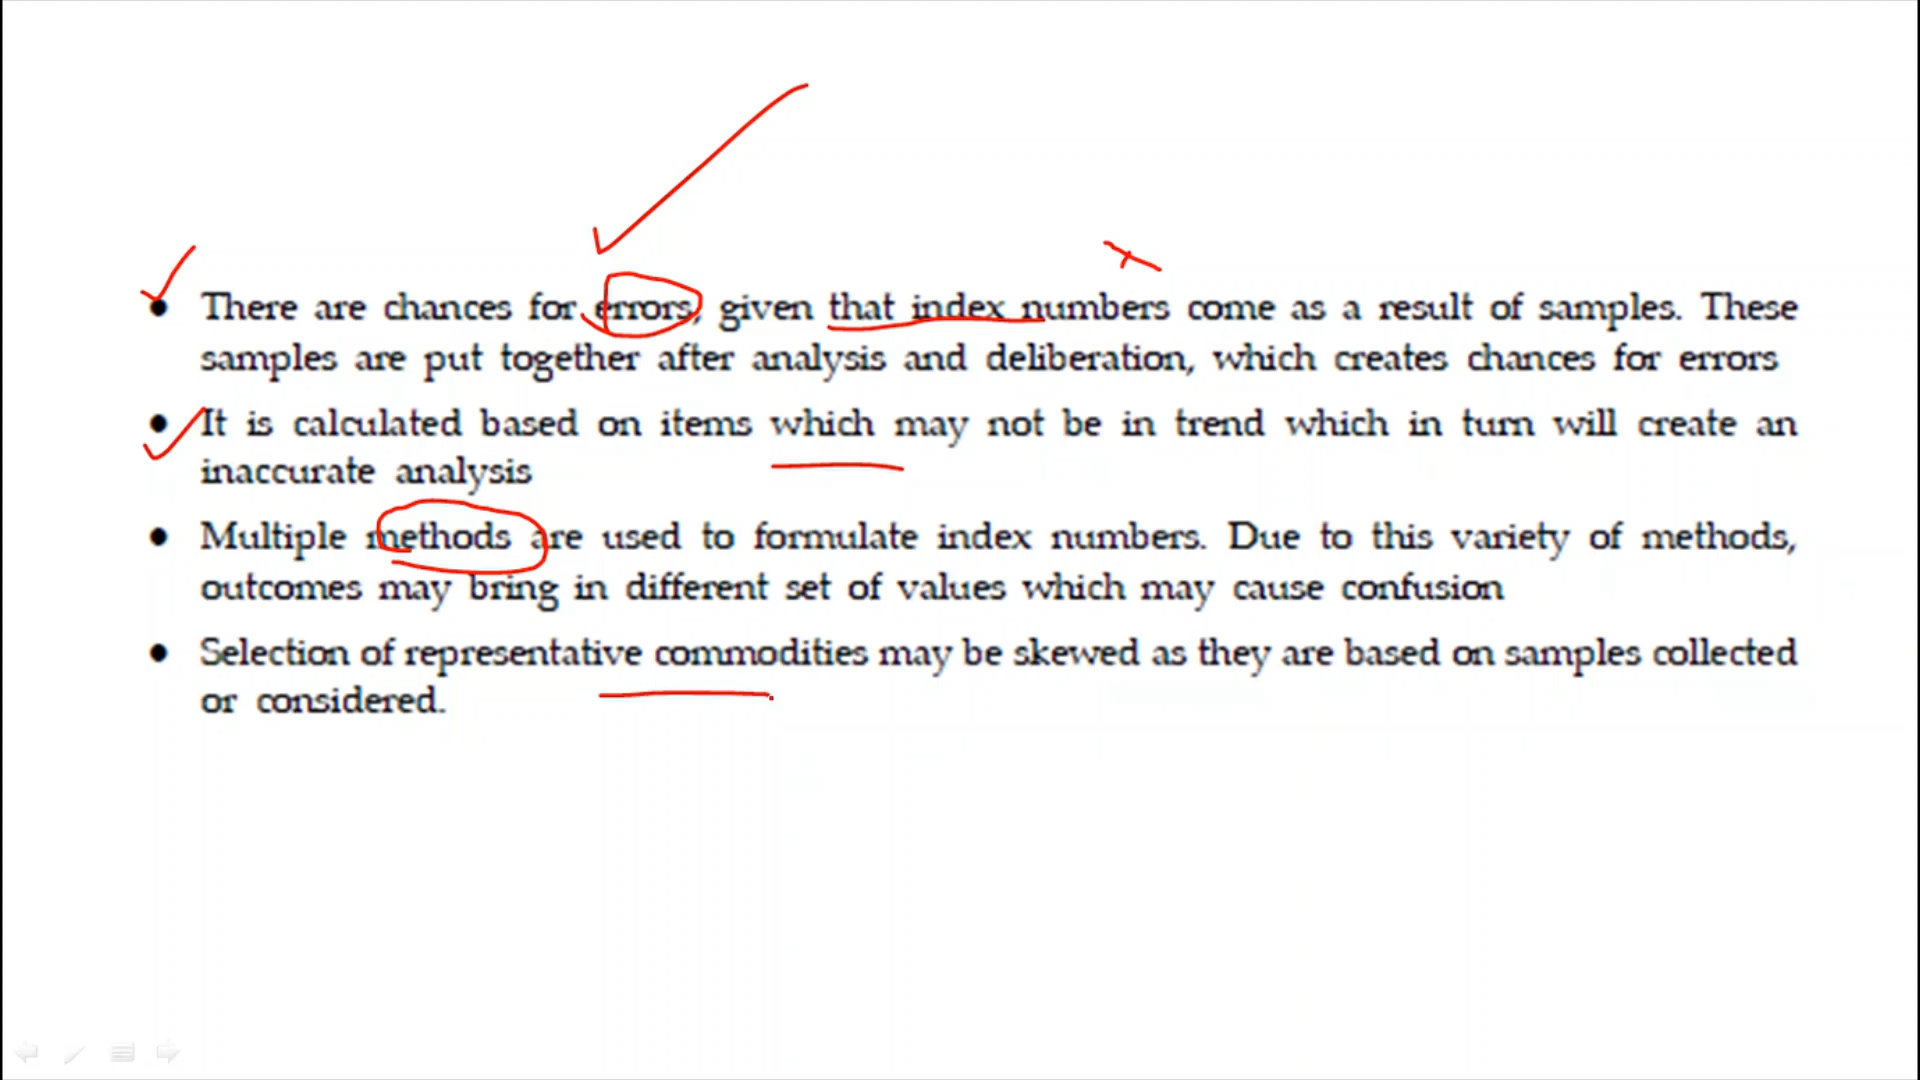 • There are chances for errors, given that index numbers come as a result of samples. These
samples are put together after analysis and deliberation, which creates chances for errors
• It is calculated based on items which may not be in trend which in turn will create an
inaccurate analysis
• Multiple methods are used to formulate index numbers. Due to this variety of methods,
outcomes may bring in different set of values which may cause confusion
• Selection of representative commodities may be skewed as they are based on samples collected
or considered.